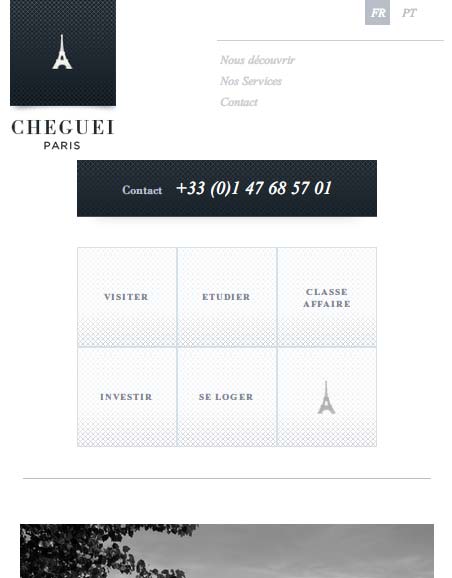 FR PT
Nous découvrir
Nos Services
Contact
CHEGUEI
PARIS
Contact +33 (0)1 47 68 57 01
VISITER
ETUDIER
CLASSE
AFFAIRE
INVESTIR
SE LOGER